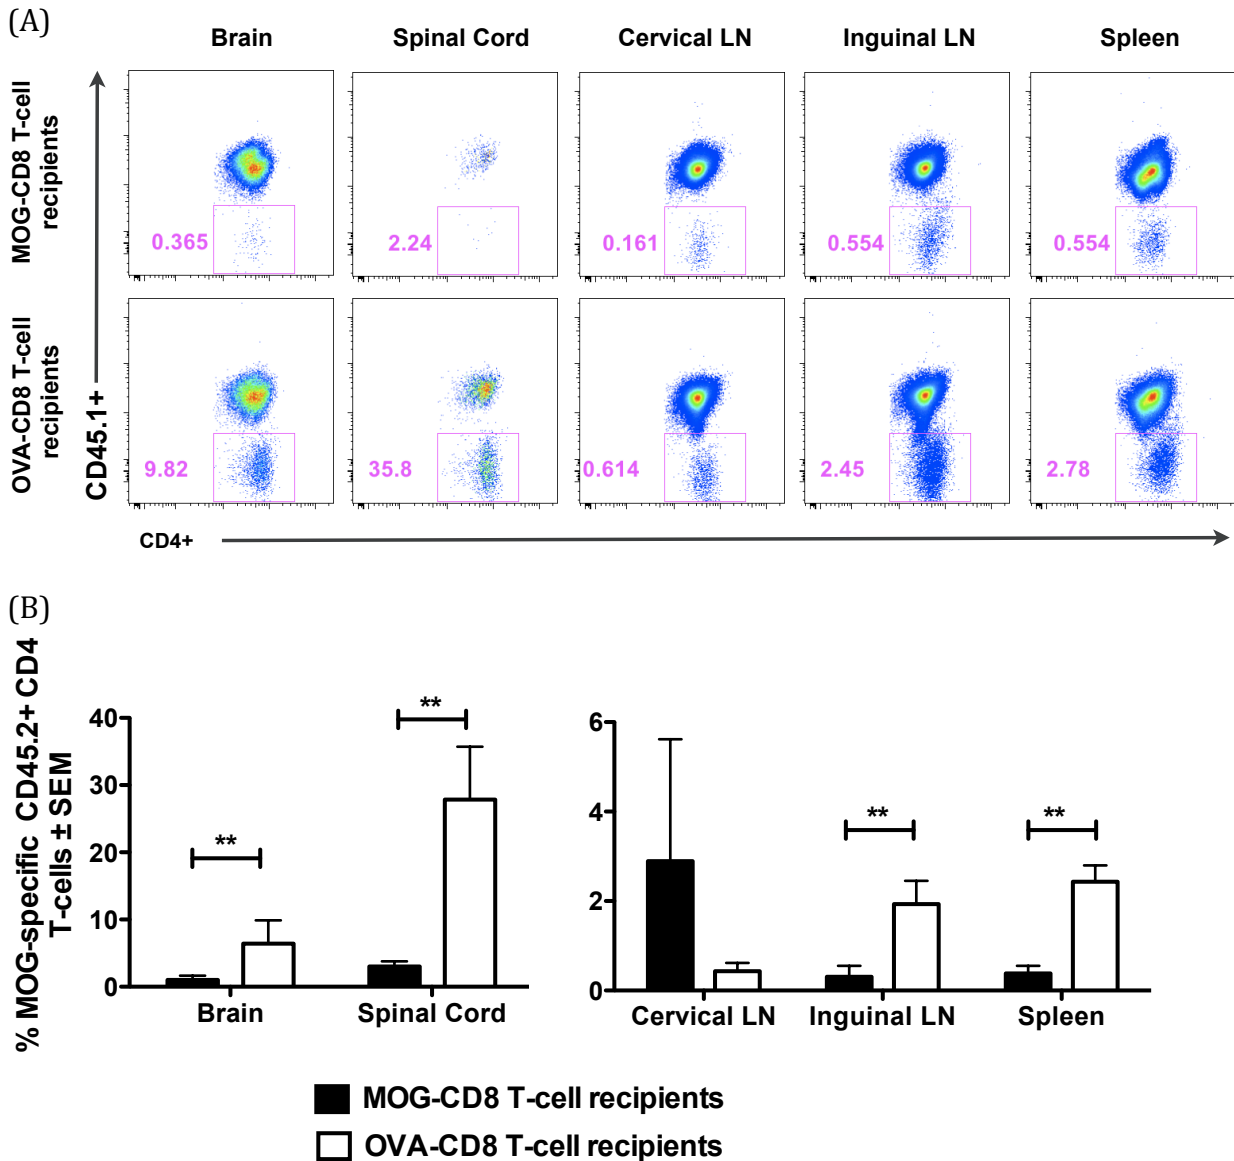 (A)
Brain Spinal Cord Cervical LN Inguinal LN Spleen
MOG-CD8 T-cell
recipients
0.365 2.24 0.161 0.554 0.554
OVA-CD8 T-cell
recipients
CD45.1+
9.82 35.8 0.614 2.45 2.78
CD4+
(B)
% MOG-specific CD45.2+ CD4
T-cells ± SEM
40
30
20
10
0
** **
Brain Spinal Cord
6
4
2
0
** **
Cervical LN Inguinal LN Spleen
MOG-CD8 T-cell recipients
OVA-CD8 T-cell recipients